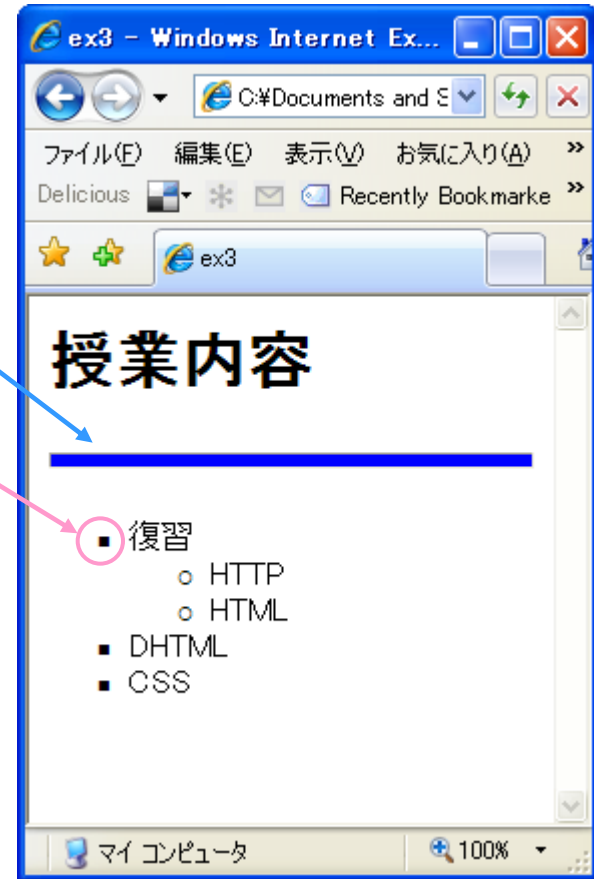 ex3 - Windows Internet Ex...
C:¥Documents and S
ファイル(F) 編集(E) 表示(V) お気に入り(A) »
Delicious Recently Bookmarke »
ex3
授業内容
▪ 復習
o HTTP
o HTML
▪ DHTML
▪ CSS
マイ コンピュータ 100%